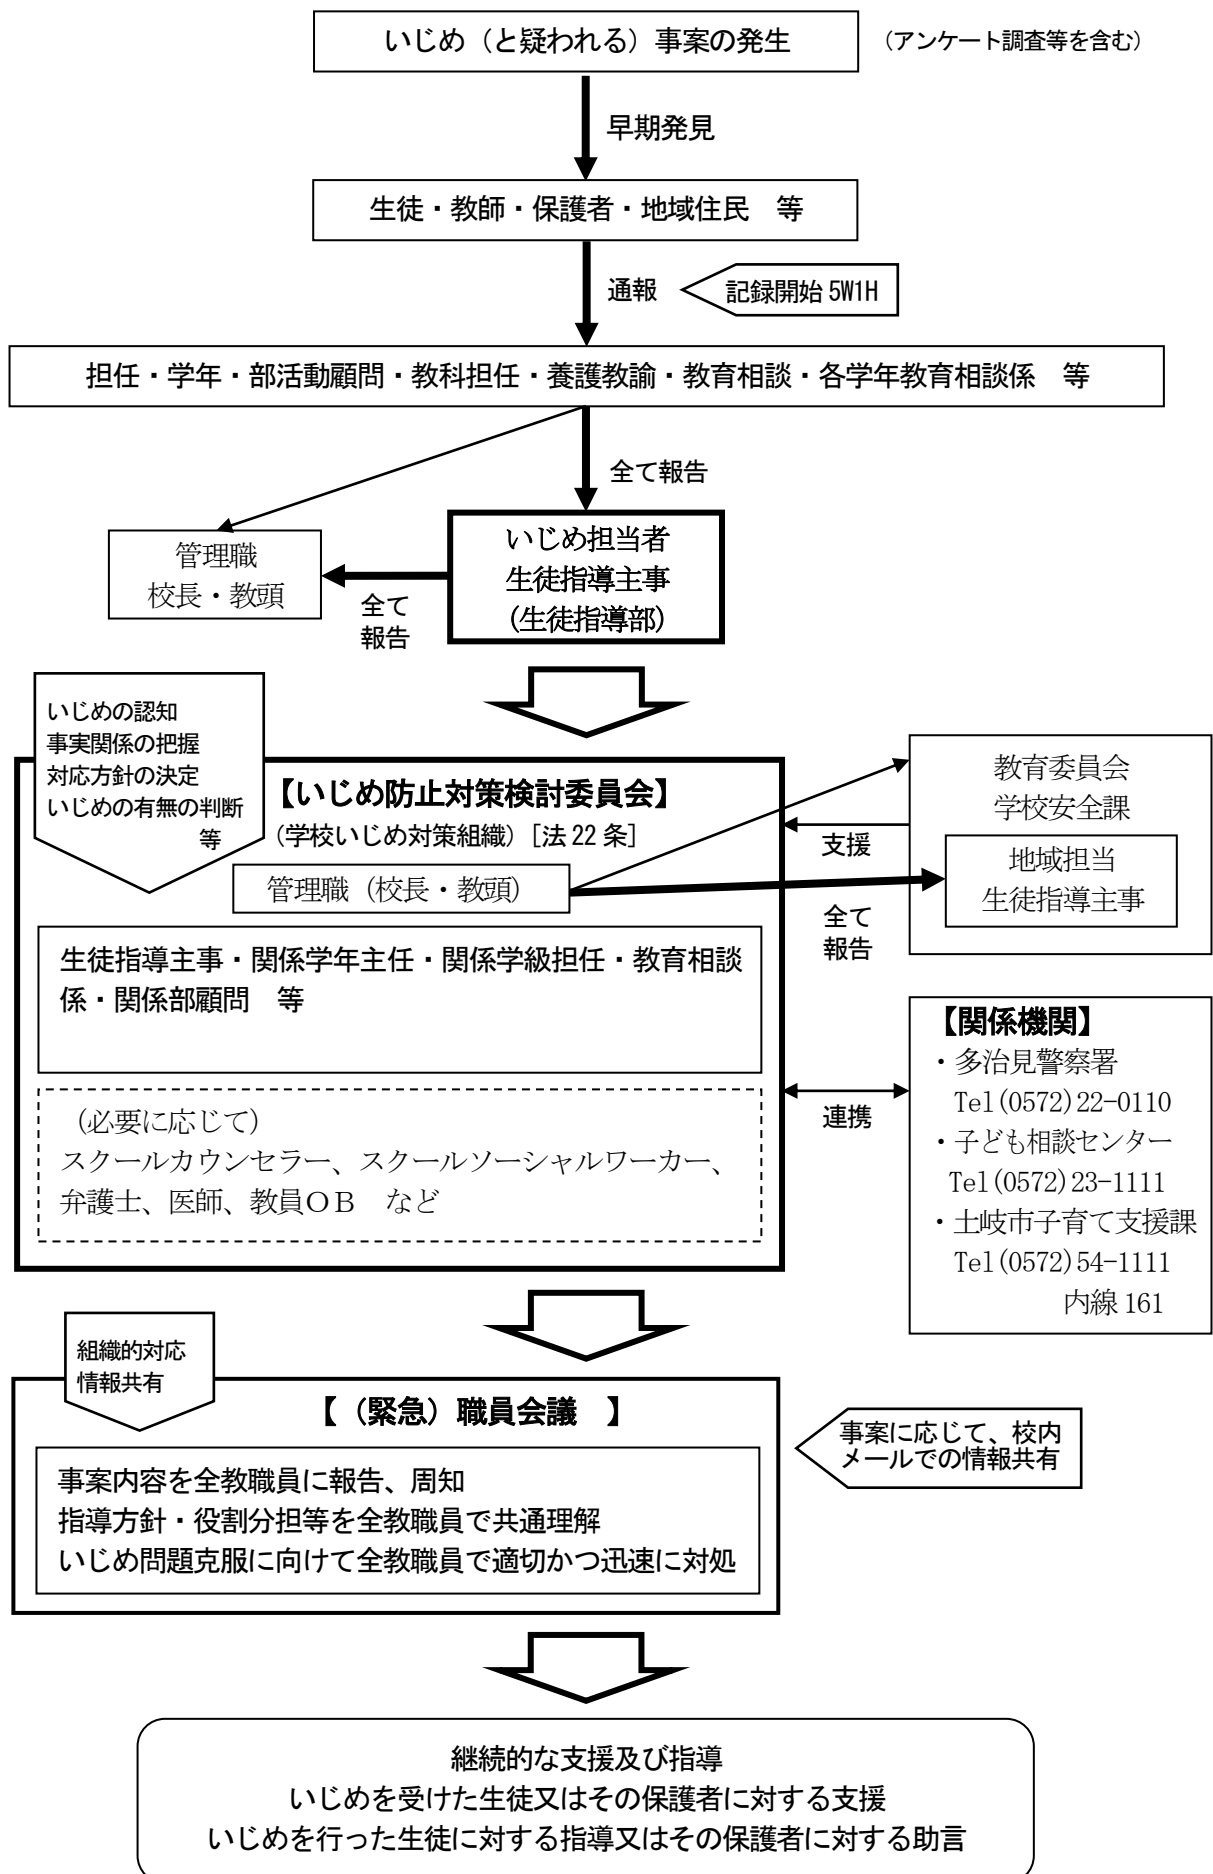 いじめ（と疑われる）事案の発生
（アンケート調査等を含む）
早期発見
生徒・教師・保護者・地域住民　等
通報
記録開始 5W1H
担任・学年・部活動顧問・教科担任・養護教諭・教育相談・各学年教育相談係　等
全て報告
管理職
校長・教頭
全て
報告
いじめ担当者
生徒指導主事
（生徒指導部）
いじめの認知
事実関係の把握
対応方針の決定
いじめの有無の判断
等
【いじめ防止対策検討委員会】
（学校いじめ対策組織）［法 22 条］
管理職（校長・教頭）
生徒指導主事・関係学年主任・関係学級担任・教育相談
係・関係部顧問　等
（必要に応じて）
スクールカウンセラー、スクールソーシャルワーカー、
弁護士、医師、教員ＯＢ　など
支援
全て
報告
教育委員会
学校安全課
地域担当
生徒指導主事
連携
【関係機関】
・多治見警察署
Tel(0572)22-0110
・子ども相談センター
Tel(0572)23-1111
・土岐市子育て支援課
Tel(0572)54-1111
内線 161
組織的対応
情報共有
【（緊急）職員会議　】
事案内容を全教職員に報告、周知
指導方針・役割分担等を全教職員で共通理解
いじめ問題克服に向けて全教職員で適切かつ迅速に対処
事案に応じて、校内
メールでの情報共有
継続的な支援及び指導
いじめを受けた生徒又はその保護者に対する支援
いじめを行った生徒に対する指導又はその保護者に対する助言